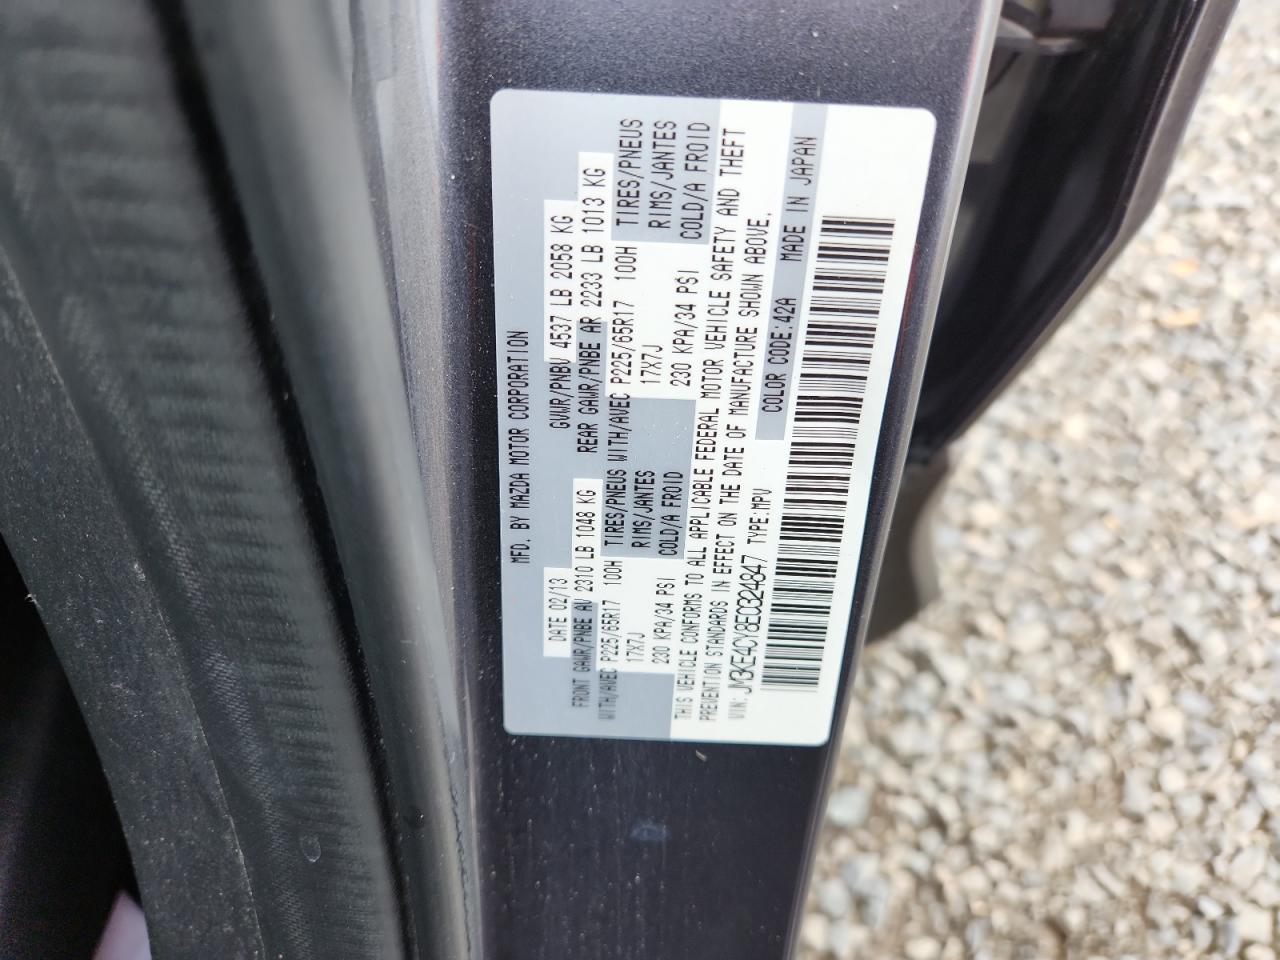 MFD. BY MAZDA MOTOR CORPORATION
DATE 02/13 GVWR/PNBV 4537 LB 2058 KG
FRONT GAWR/PNBE AV 2310 LB 1048 KG REAR GAWR/PNBE AR 2233 LB 1013 KG
WITH/AVEC P225/65R17 100H TIRES/PNEUS WITH/AVEC P225/65R17 100H TIRES/PNEUS
17X7J RIMS/JANTES 17X7J RIMS/JANTES
230 KPA/34 PSI COLD/A FROID 230 KPA/34 PSI COLD/A FROID
THIS VEHICLE CONFORMS TO ALL APPLICABLE FEDERAL MOTOR VEHICLE SAFETY AND THEFT
PREVENTION STANDARDS IN EFFECT ON THE DATE OF MANUFACTURE SHOWN ABOVE.
VIN: JM3KE4CY8E0324847 TYPE:MPV COLOR CODE:42A MADE IN JAPAN